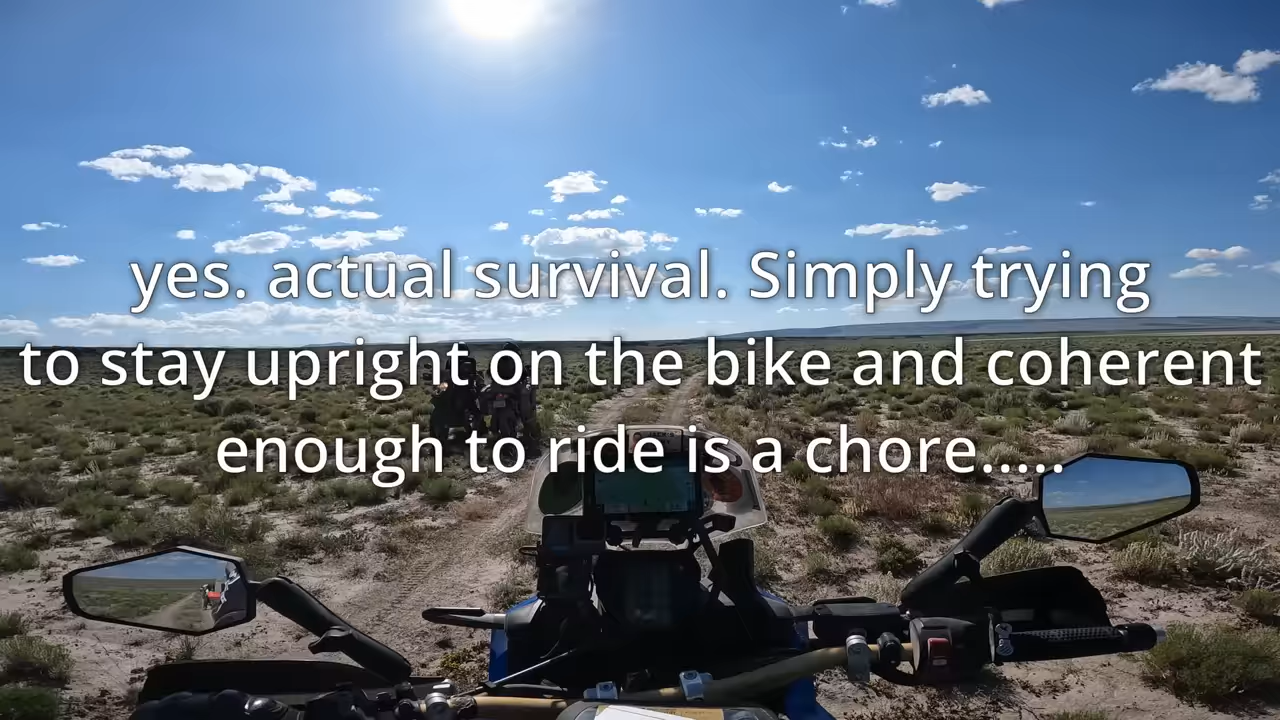 yes. actual survival. Simply trying
to stay upright on the bike and coherent
enough to ride is a chore.....